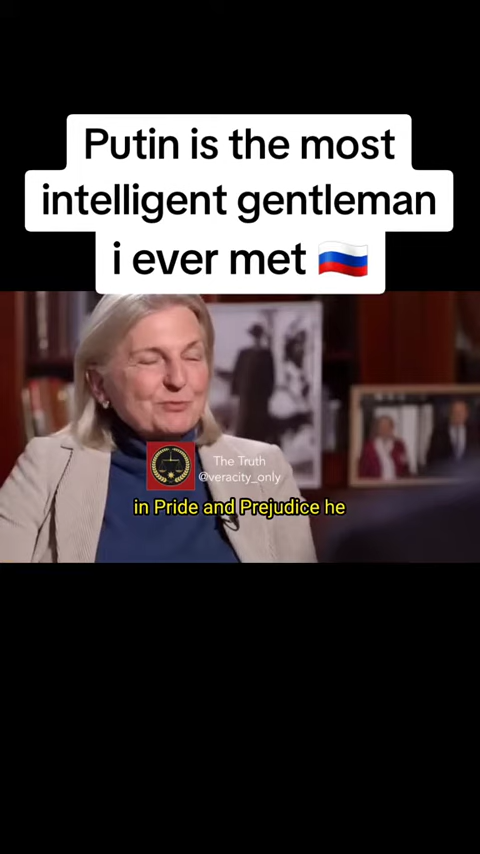 Putin is the most
intelligent gentleman
i ever met 🇷🇺
The Truth
@veracity_only
in Pride and Prejudice he